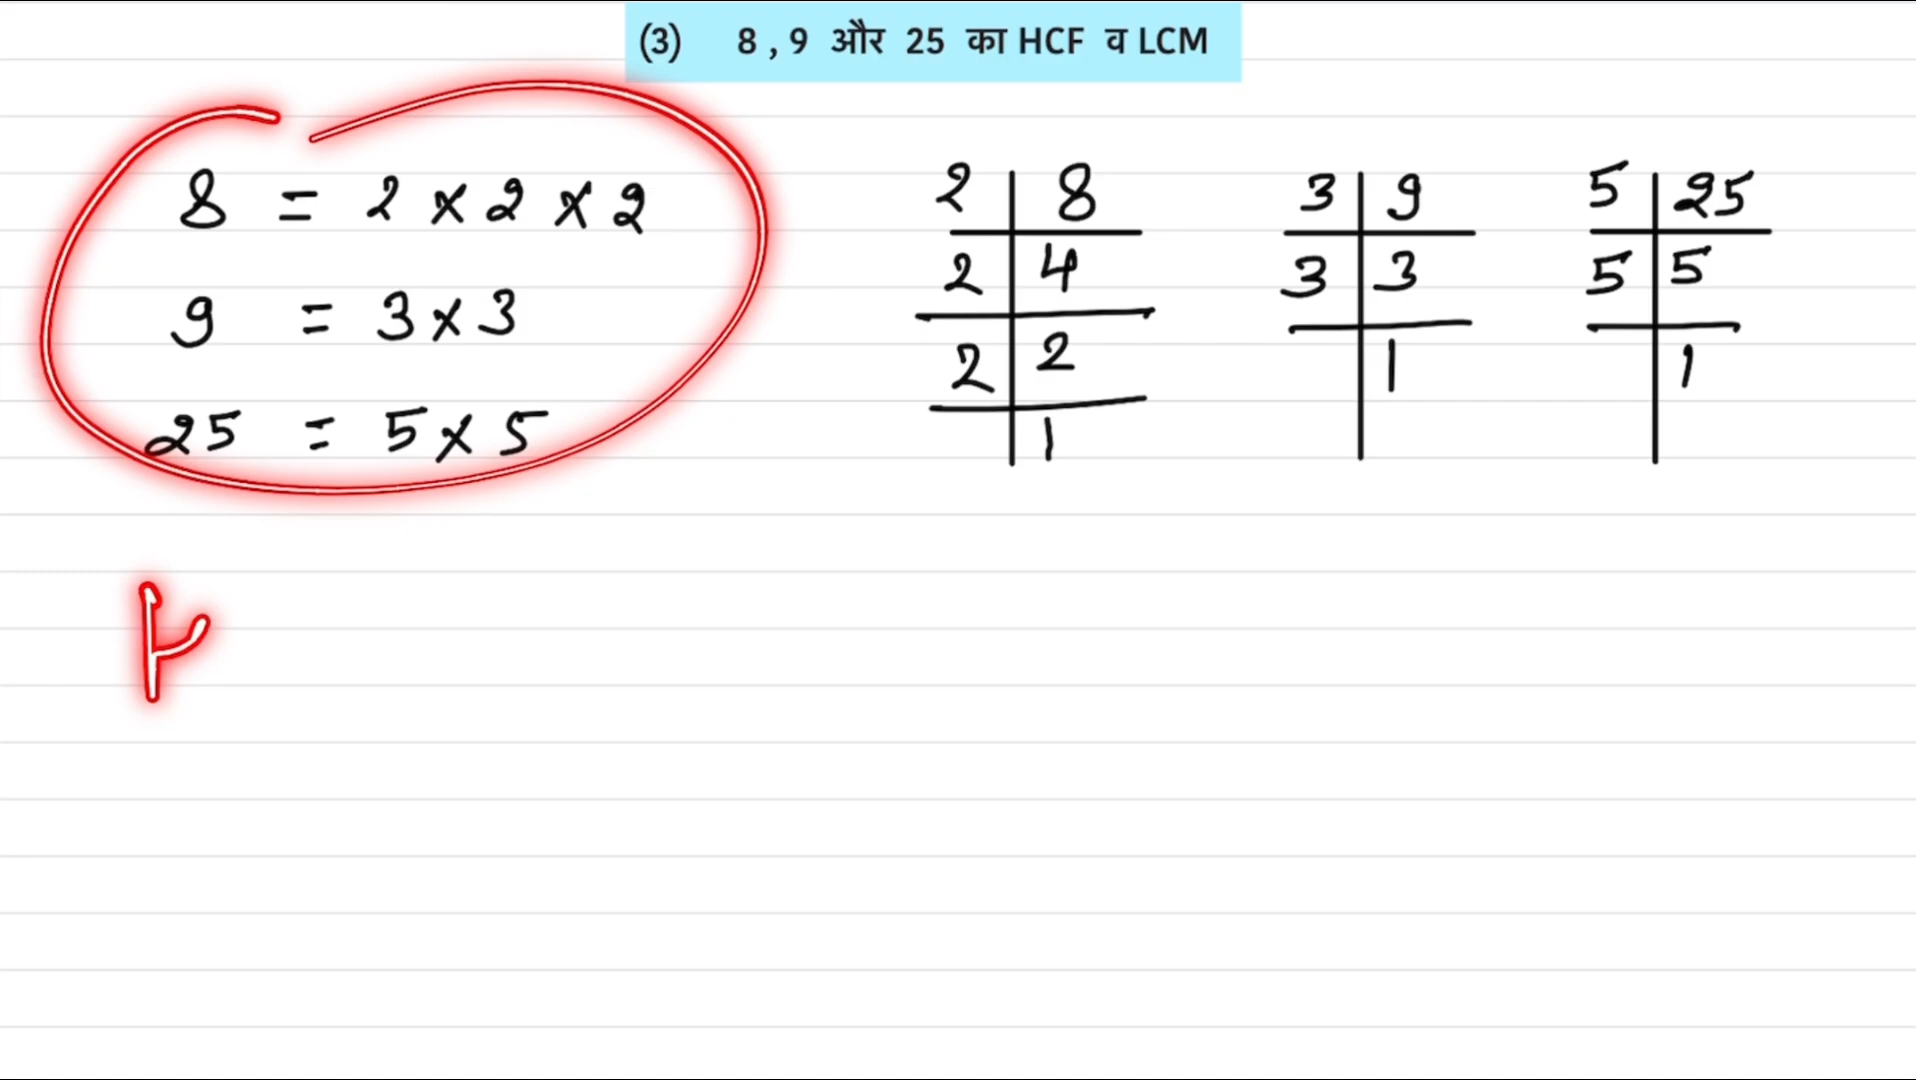 (3) 8 , 9 और 25 का HCF व LCM
8 = 2 × 2 × 2
9 = 3 × 3
25 = 5 × 5
2 | 8
2 | 4
2 | 2
1
3 | 9
3 | 3
1
5 | 25
5 | 5
1